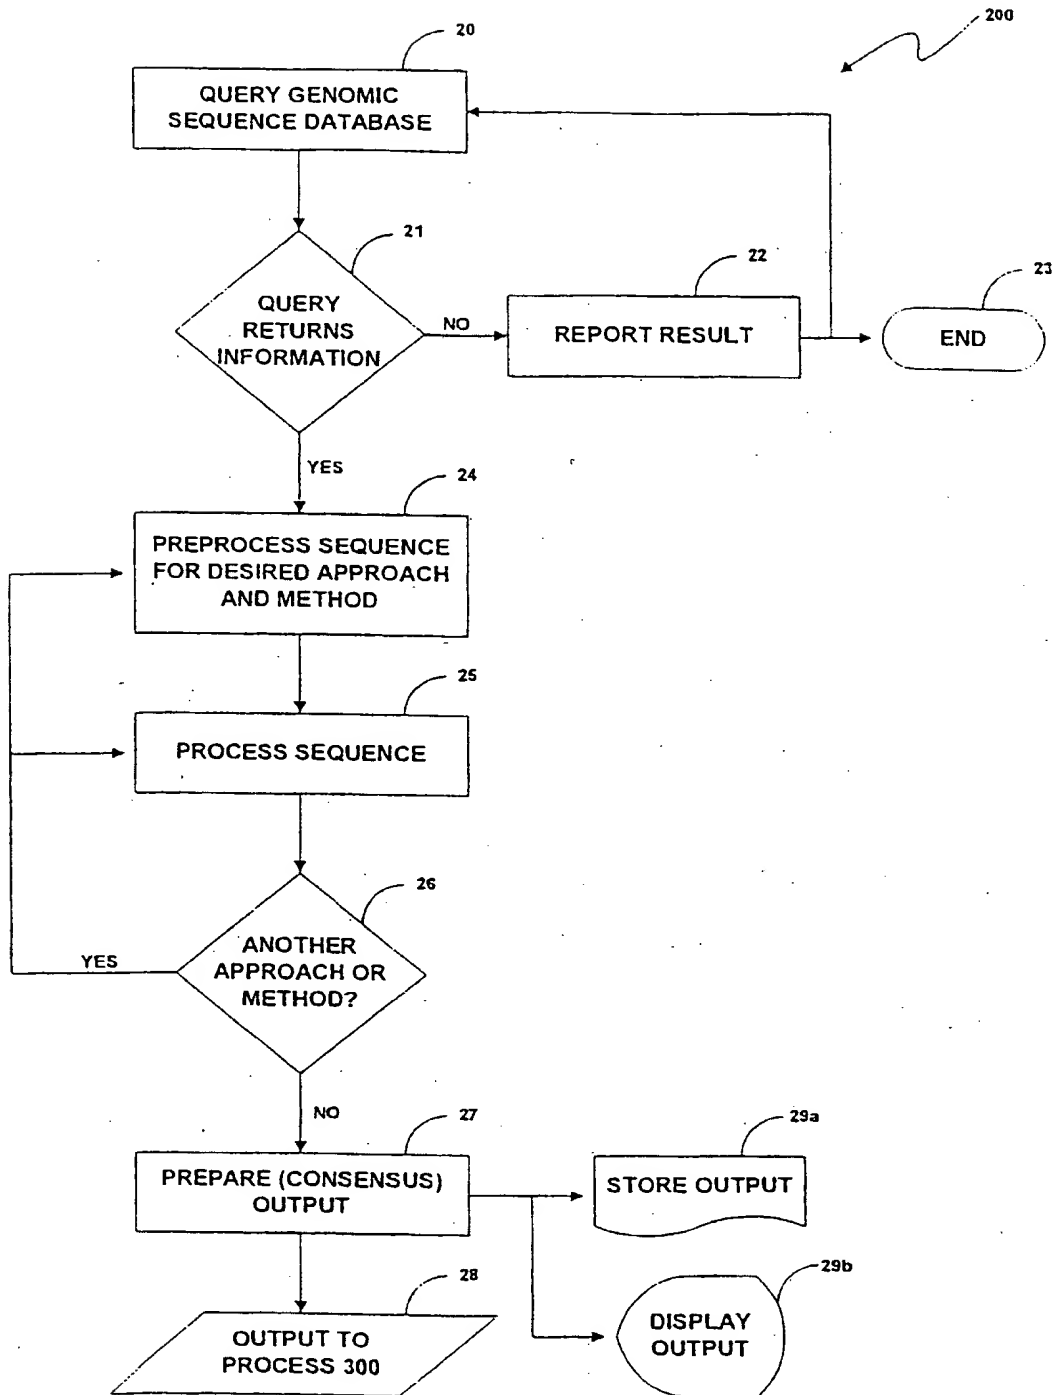 200
20
QUERY GENOMIC
SEQUENCE DATABASE
21
QUERY
RETURNS
INFORMATION
NO
22
REPORT RESULT
23
END
YES
24
PREPROCESS SEQUENCE
FOR DESIRED APPROACH
AND METHOD
25
PROCESS SEQUENCE
26
ANOTHER
APPROACH OR
METHOD?
YES
NO
27
PREPARE (CONSENSUS)
OUTPUT
29a
STORE OUTPUT
28
OUTPUT TO
PROCESS 300
29b
DISPLAY
OUTPUT